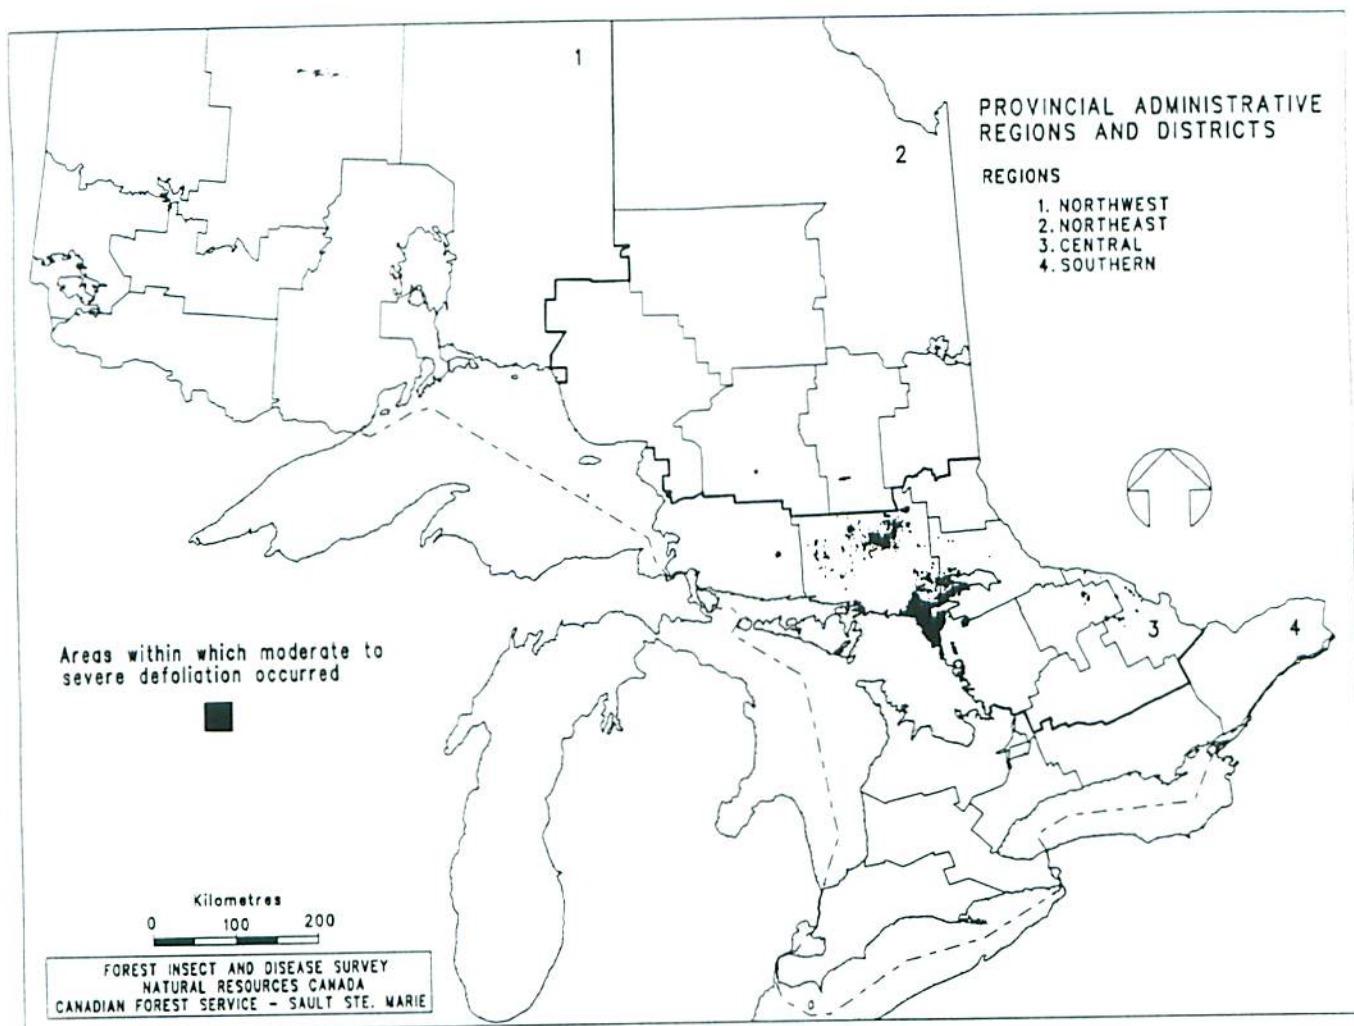 1
2
PROVINCIAL ADMINISTRATIVE
REGIONS AND DISTRICTS
REGIONS
1. NORTHWEST
2. NORTHEAST
3. CENTRAL
4. SOUTHERN
3
4
Areas within which moderate to
severe defoliation occurred
Kilometres
0 100 200
FOREST INSECT AND DISEASE SURVEY
NATURAL RESOURCES CANADA
CANADIAN FOREST SERVICE - SAULT STE. MARIE